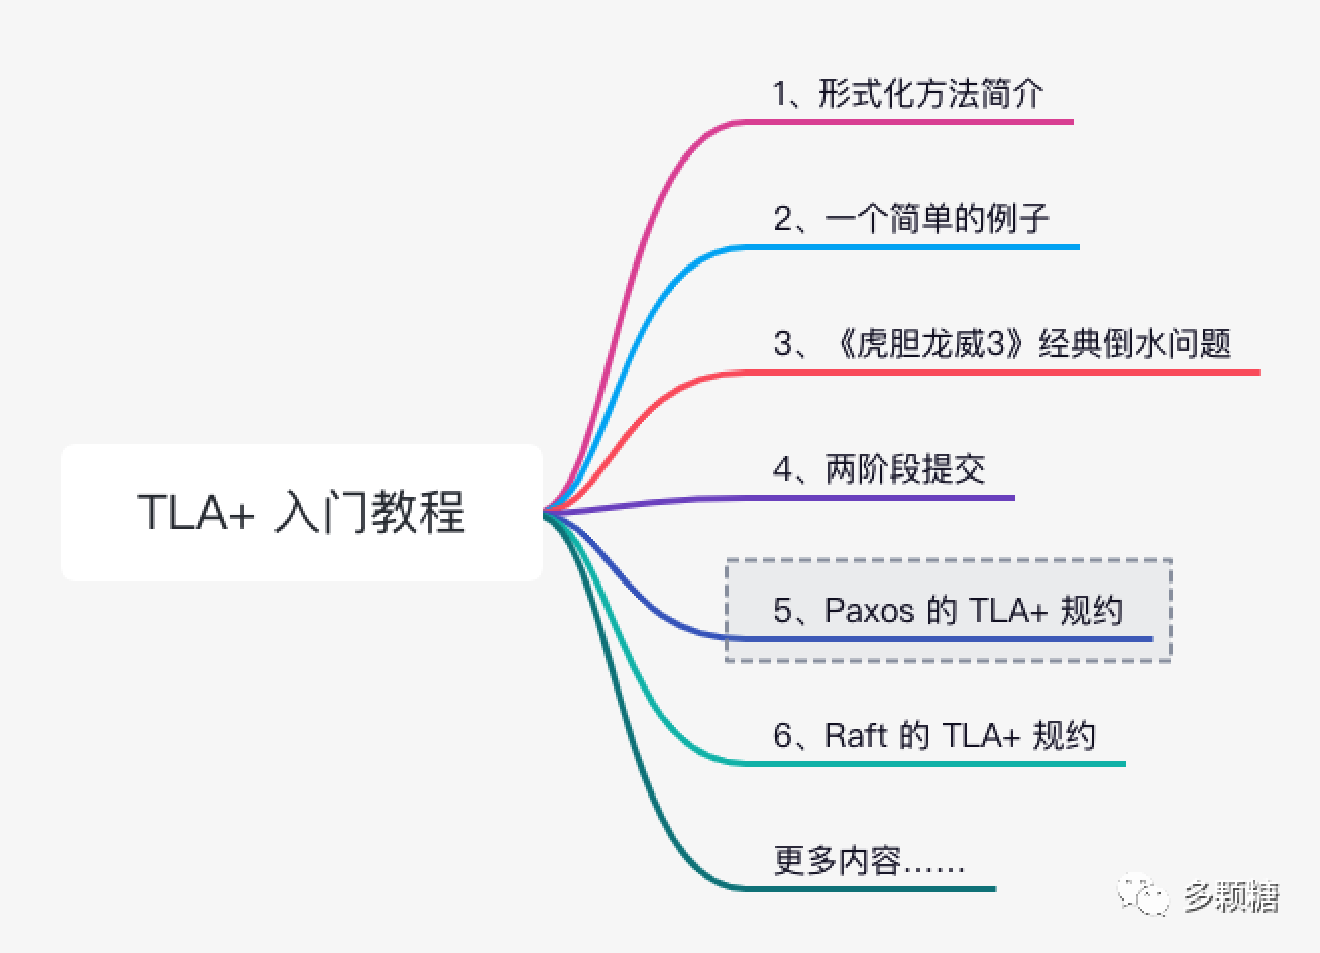 1、形式化方法简介
2、一个简单的例子
3、《虎胆龙威3》经典倒水问题
4、两阶段提交
TLA+ 入门教程
5、Paxos 的 TLA+ 规约
6、Raft 的 TLA+ 规约
更多内容……
多颗糖